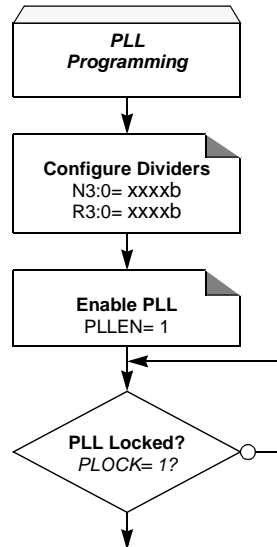 PLL
Programming
Configure Dividers
N3:0= xxxxb
R3:0= xxxxb
Enable PLL
PLLEN= 1
PLL Locked?
PLOCK= 1?